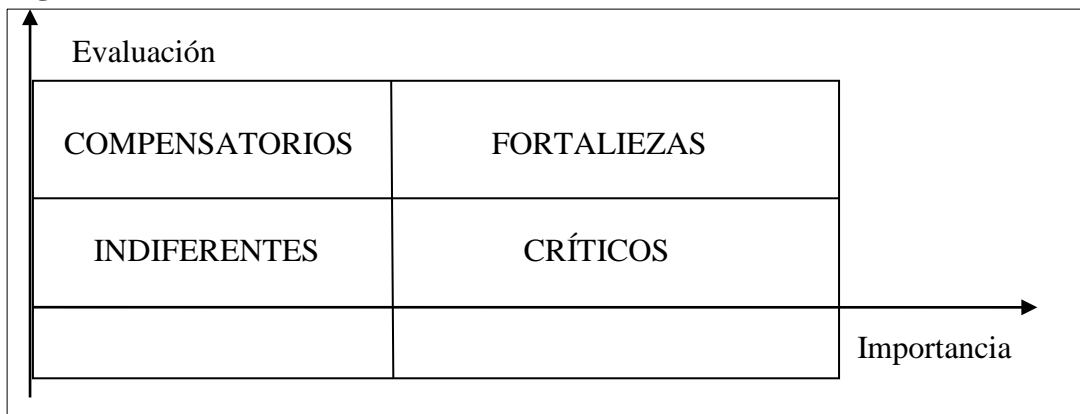 Evaluación
COMPENSATORIOS FORTALIEZAS
INDIFERENTES CRÍTICOS
Importancia